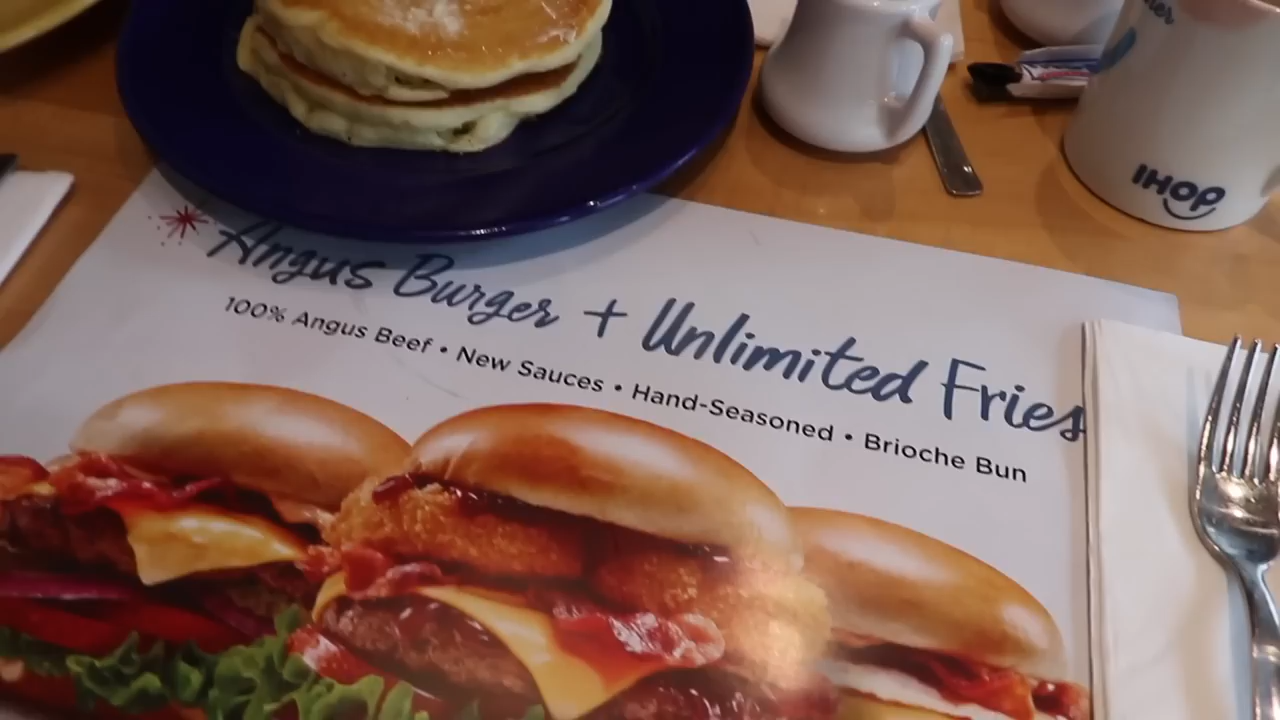 IHOP
Angus Burger + Unlimited Fries
100% Angus Beef • New Sauces • Hand-Seasoned • Brioche Bun